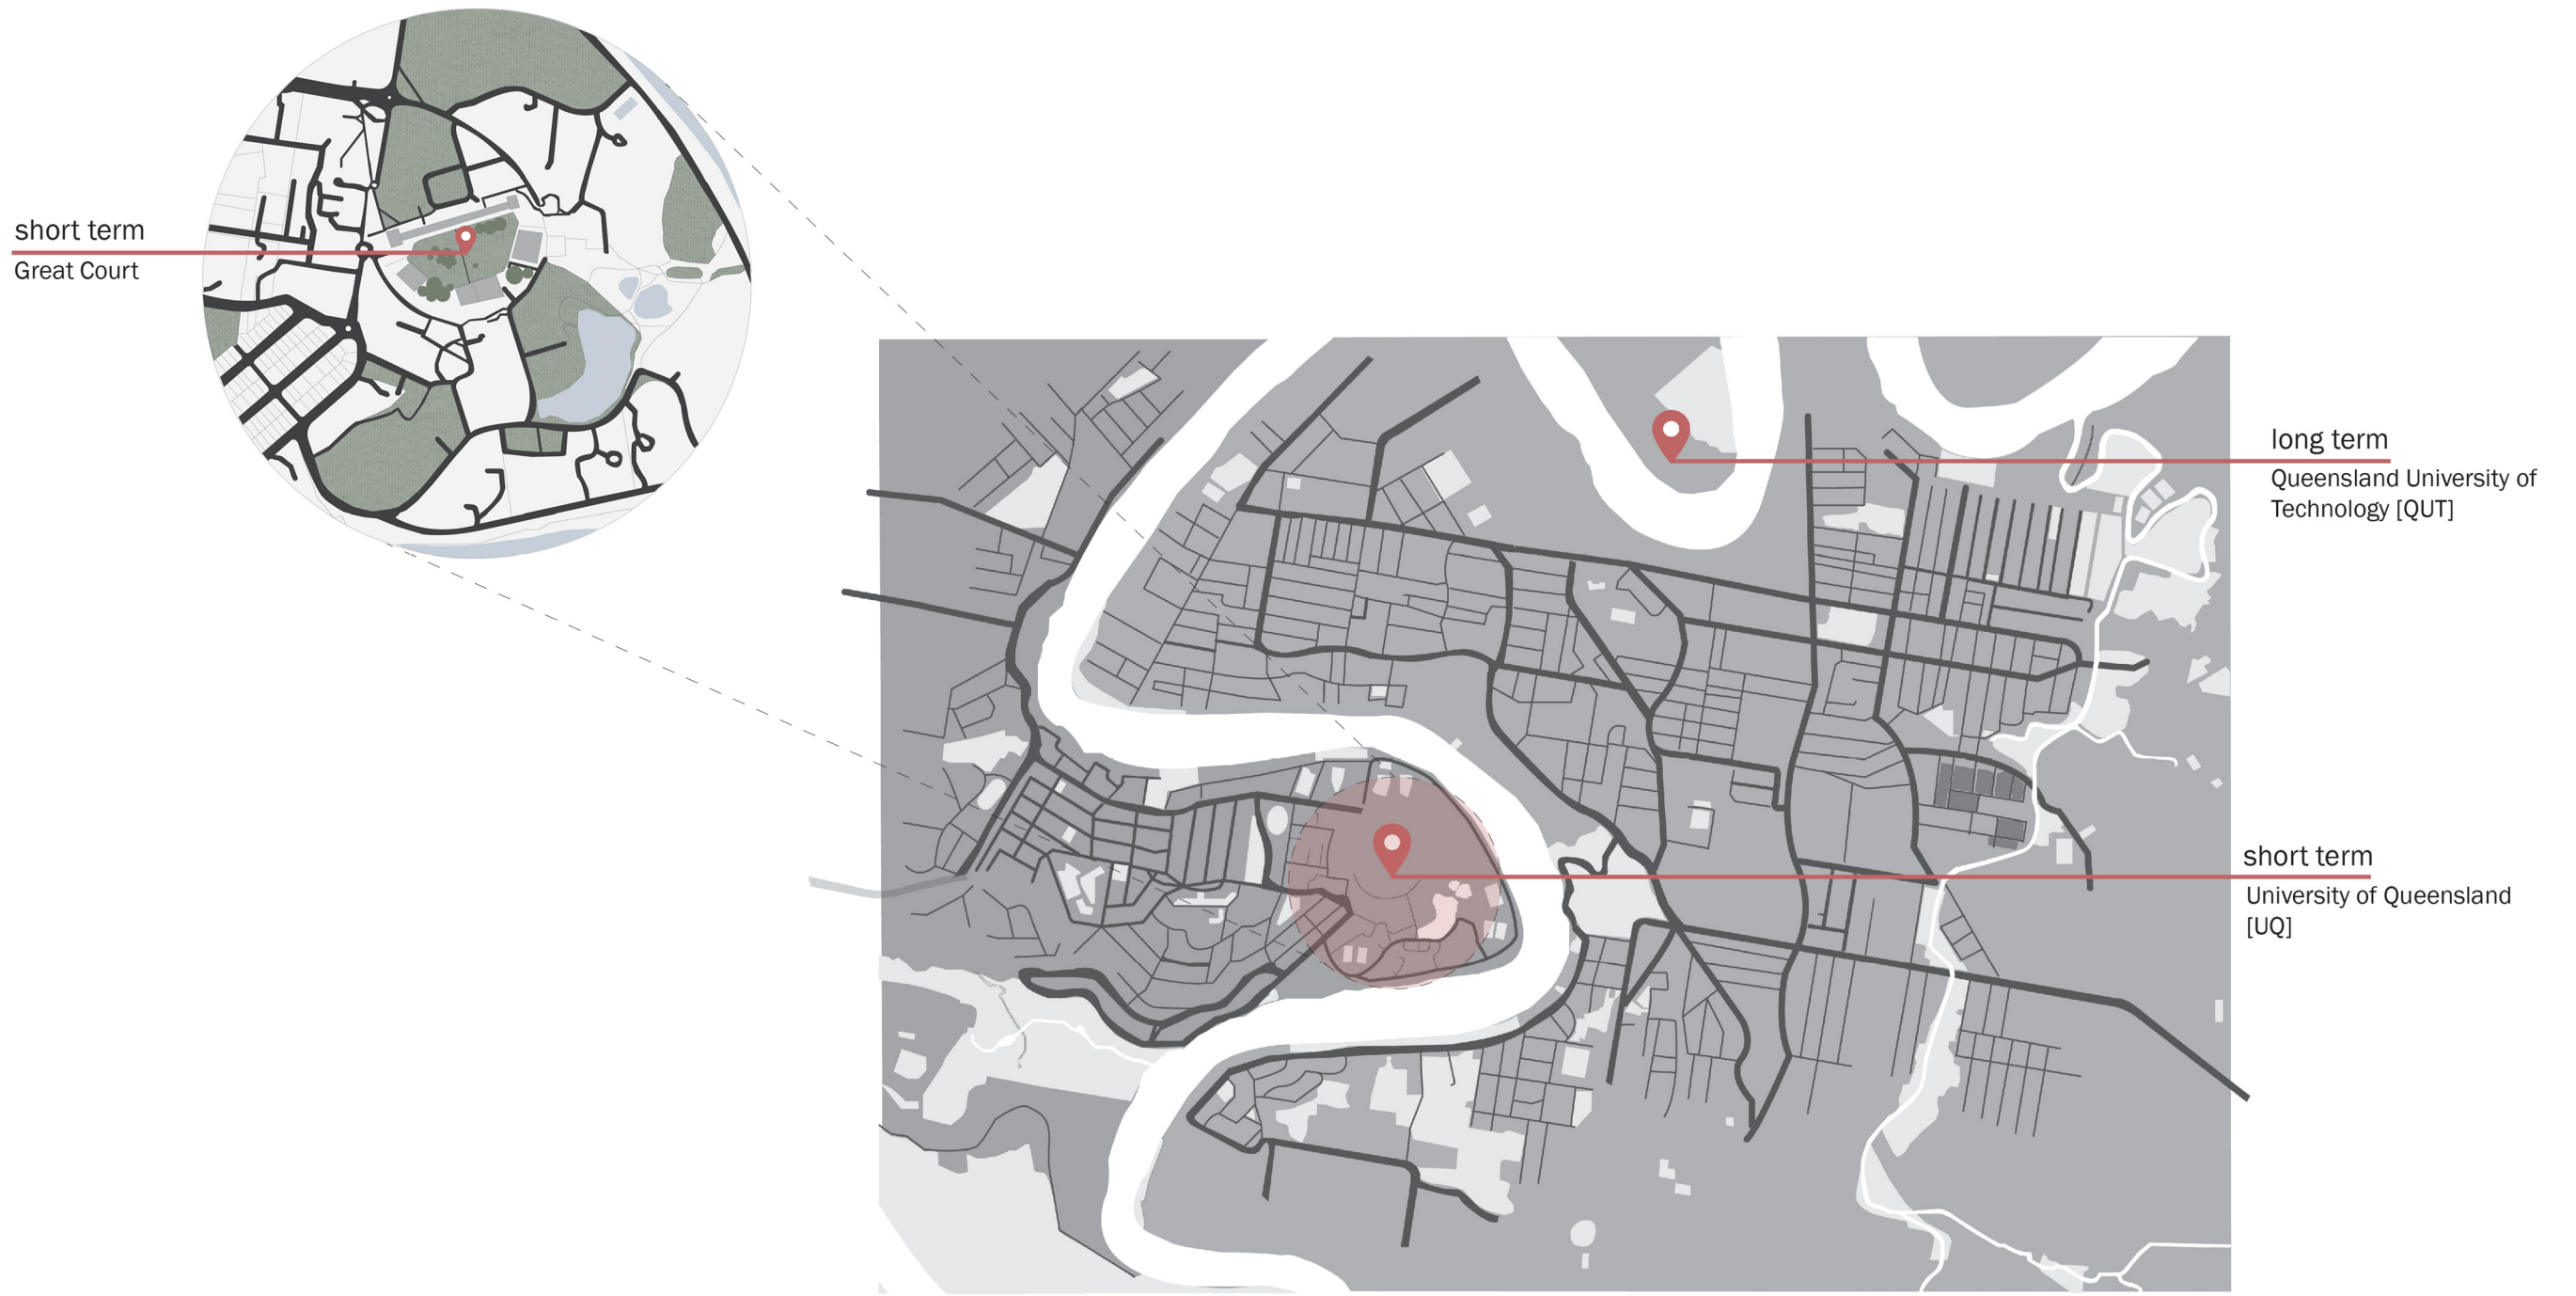 short term
Great Court
long term
Queensland University of
Technology [QUT]
short term
University of Queensland
[UQ]